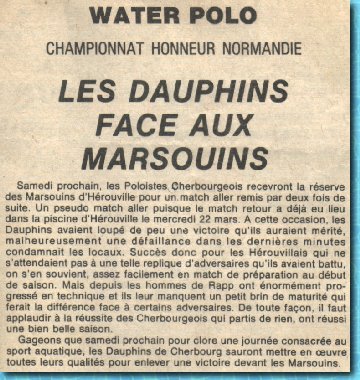 WATER POLO
CHAMPIONNAT HONNEUR NORMANDIE
LES DAUPHINS
FACE AUX
MARSOUINS
Samedi prochain, les Poloïstes Cherbourgeois recevront la réserve
des Marsouins d'Hérouville pour un match aller remis par deux fois de
suite. Un pseudo match aller puisque le match retour a déjà eu lieu
dans la piscine d'Hérouville le mercredi 22 mars. A cette occasion, les
Dauphins avaient loupé de peu une victoire qu'ils auraient mérité,
malheureusement une défaillance dans les dernières minutes
condamnait les locaux. Succès donc pour les Hérouvillais qui ne
s'attendaient pas à une telle réplique d'adversaires qu'ils avaient battu,
on s'en souvient, assez facilement en match de préparation au début
de saison. Mais depuis les hommes de Rapp ont énormément pro-
gressé en technique et ils leur manquent un petit brin de maturité qui
ferait la différence face à certains adversaires. De toute façon, il faut
applaudir à la réussite des Cherbourgeois qui partis de rien, ont réussi
une bien belle saison.
Gageons que samedi prochain pour clore une journée consacrée au
sport aquatique, les Dauphins de Cherbourg sauront mettre en œuvre
toutes leurs qualités pour enlever une victoire devant les Marsouins.